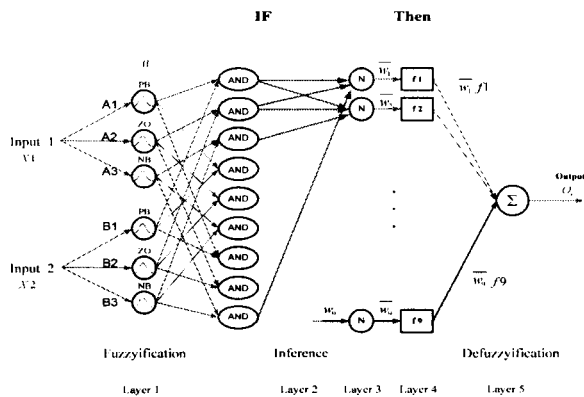 IF Then
μ
PB
A1
ZO
A2
NB
A3
Input 1
X1
PB
B1
ZO
B2
NB
B3
Input 2
X2
AND
AND
AND
AND
AND
AND
AND
AND
AND
N
N
f1
f2
f1
Output
Σ
f9
N
f9
Fuzzyification Inference Defuzzyification
Layer 1 Layer 2 Layer 3 Layer 4 Layer 5